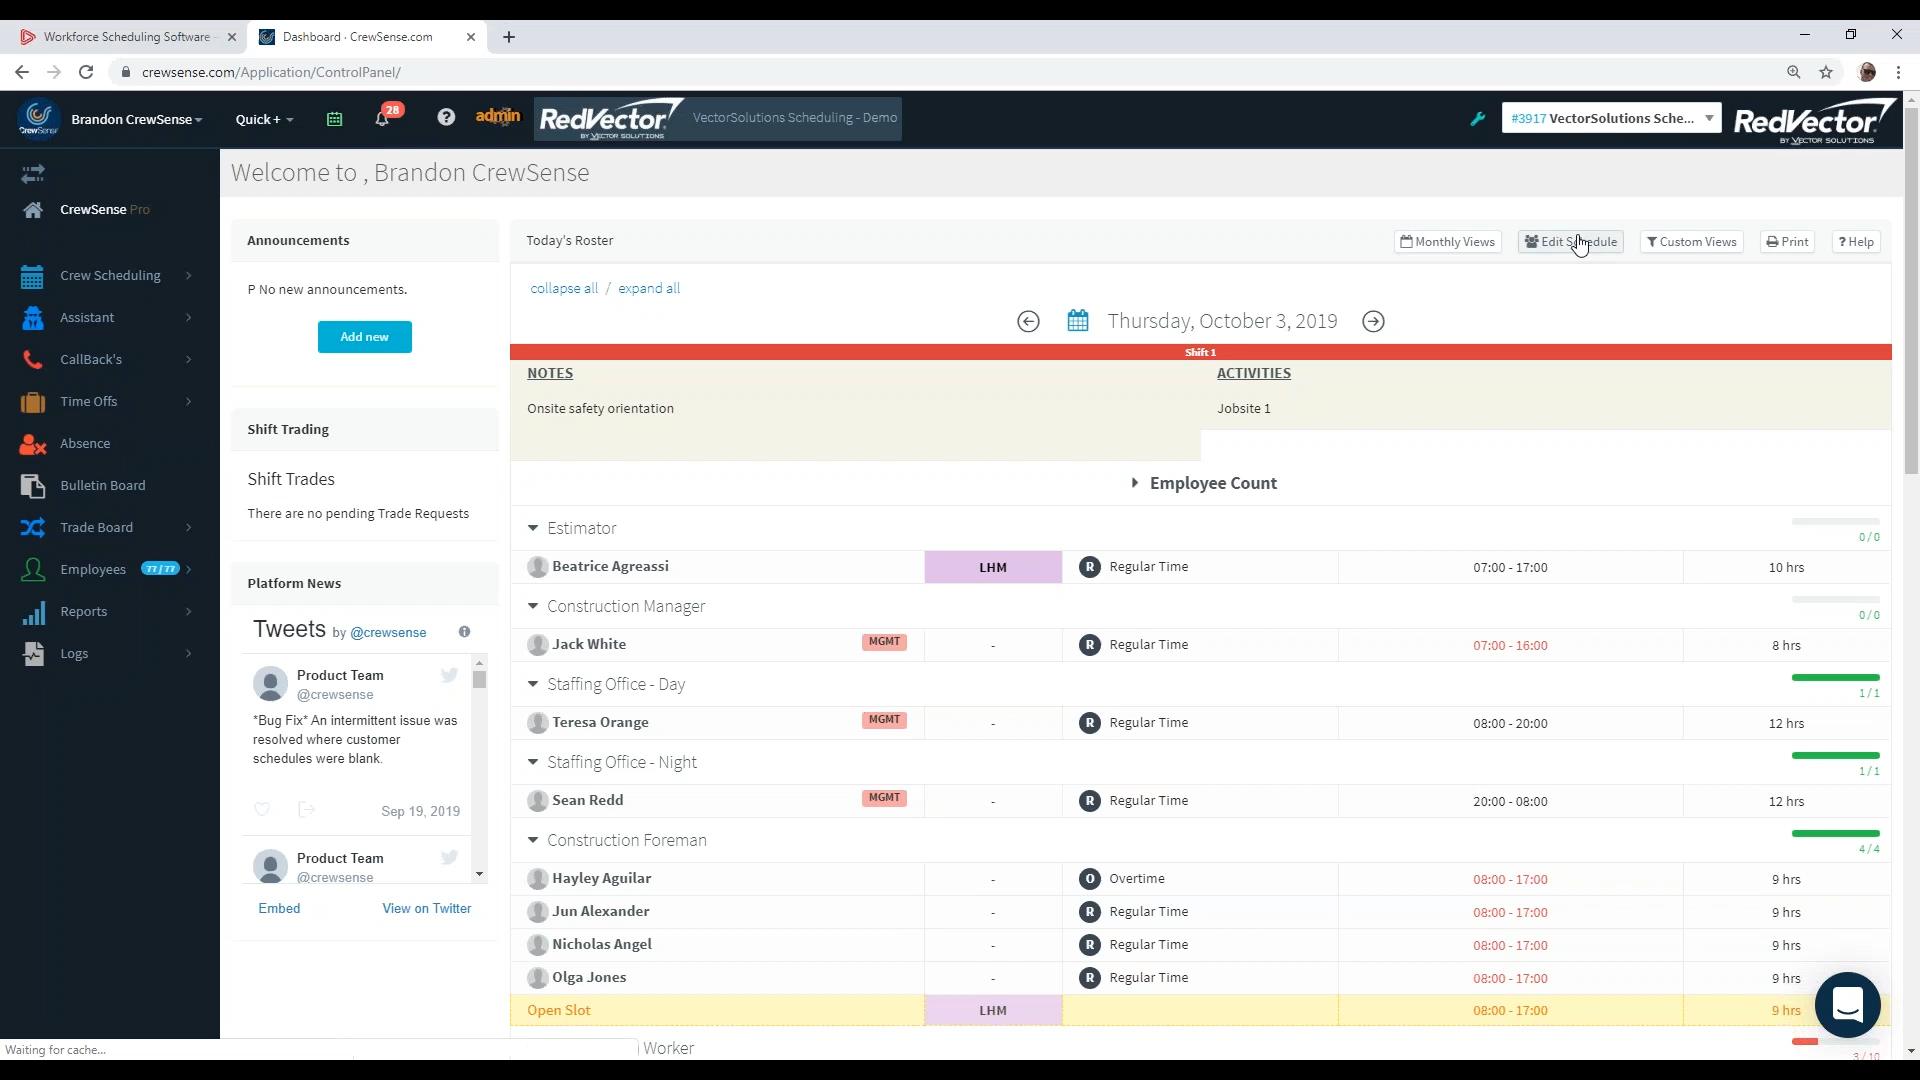 Workforce Scheduling Software
Dashboard · CrewSense.com
crewsense.com/Application/ControlPanel/
CrewSense
Brandon CrewSense
Quick +
28
admin
RedVector
BY VECTOR SOLUTIONS
VectorSolutions Scheduling - Demo
#3917 VectorSolutions Sche...
RedVector
BY VECTOR SOLUTIONS
Welcome to , Brandon CrewSense
CrewSense Pro
Crew Scheduling
Assistant
CallBack's
Time Offs
Absence
Bulletin Board
Trade Board
Employees 77/77
Reports
Logs
Announcements
P No new announcements.
Add new
Shift Trading
Shift Trades
There are no pending Trade Requests
Platform News
Tweets by @crewsense
Product Team
@crewsense
*Bug Fix* An intermittent issue was
resolved where customer
schedules were blank.
Sep 19, 2019
Product Team
@crewsense
Embed
View on Twitter
Today's Roster
Monthly Views
Edit Schedule
Custom Views
Print
? Help
collapse all / expand all
Thursday, October 3, 2019
Shift 1
NOTES
ACTIVITIES
Onsite safety orientation
Jobsite 1
Employee Count
Estimator
0/0
Beatrice Agreassi LHM R Regular Time 07:00 - 17:00 10 hrs
Construction Manager
0/0
Jack White MGMT - R Regular Time 07:00 - 16:00 8 hrs
Staffing Office - Day
1/1
Teresa Orange MGMT - R Regular Time 08:00 - 20:00 12 hrs
Staffing Office - Night
1/1
Sean Redd MGMT - R Regular Time 20:00 - 08:00 12 hrs
Construction Foreman
4/4
Hayley Aguilar - O Overtime 08:00 - 17:00 9 hrs
Jun Alexander - R Regular Time 08:00 - 17:00 9 hrs
Nicholas Angel - R Regular Time 08:00 - 17:00 9 hrs
Olga Jones - R Regular Time 08:00 - 17:00 9 hrs
Open Slot LHM 08:00 - 17:00 9 hrs
Worker
3/10
Waiting for cache...